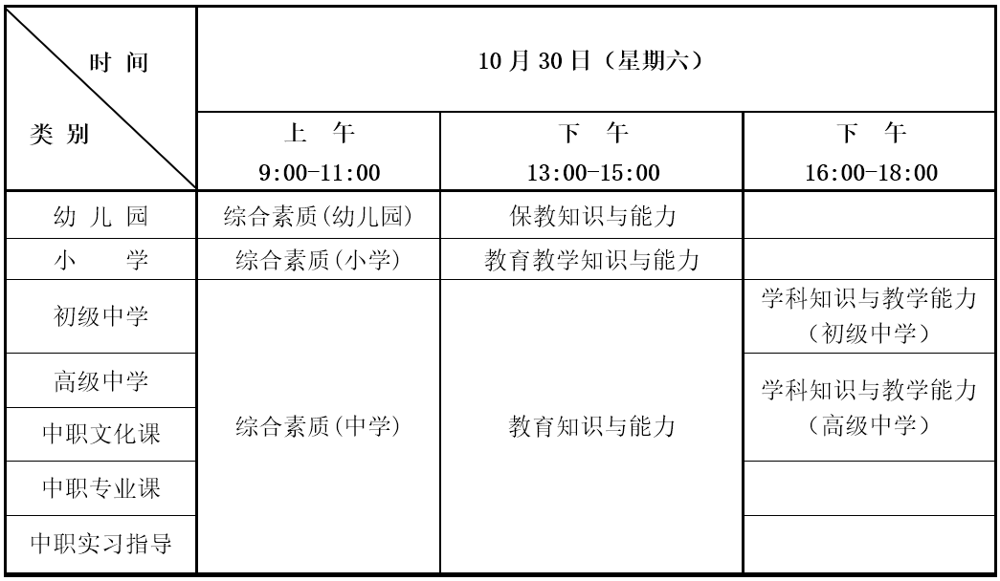 时 间
类 别
10 月 30 日（星期六）
上 午
9:00-11:00
下 午
13:00-15:00
下 午
16:00-18:00
幼 儿 园
综合素质(幼儿园)
保教知识与能力
小 学
综合素质(小学)
教育教学知识与能力
初级中学
综合素质(中学)
教育知识与能力
学科知识与教学能力
（初级中学）
高级中学
学科知识与教学能力
（高级中学）
中职文化课
中职专业课
中职实习指导